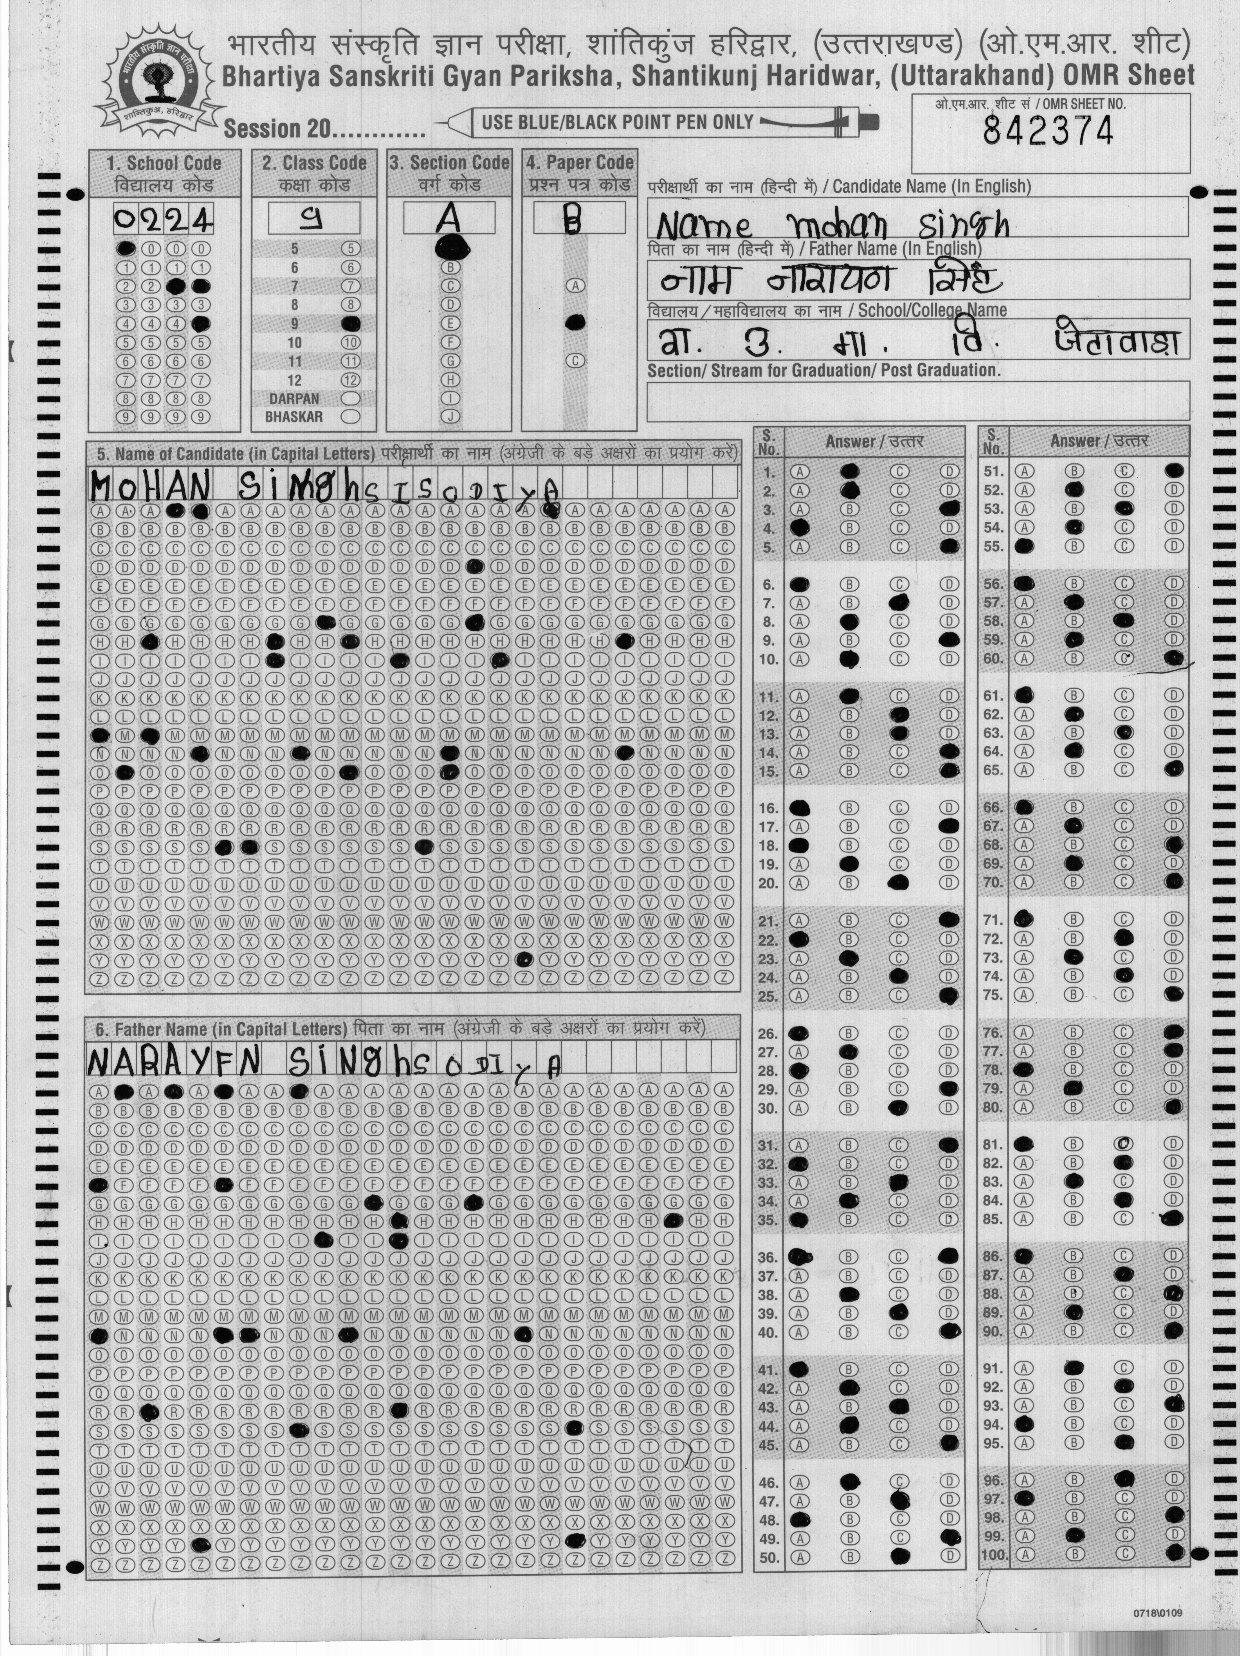 भारतीय संस्कृति ज्ञान परीक्षा, शांतिकुंज हरिद्वार, (उत्तराखण्ड) (ओ.एम.आर. शीट)
Bhartiya Sanskriti Gyan Pariksha, Shantikunj Haridwar, (Uttarakhand) OMR Sheet
Session 20............
USE BLUE/BLACK POINT PEN ONLY
ओ.एम.आर. शीट सं / OMR SHEET NO.
842374
1. School Code
विद्यालय कोड
0224
2. Class Code
कक्षा कोड
9
3. Section Code
वर्ग कोड
A
4. Paper Code
प्रश्न पत्र कोड
B
परीक्षार्थी का नाम (हिन्दी में) / Candidate Name (In English)
Name mohan singh
पिता का नाम (हिन्दी में) / Father Name (In English)
नाम नारायण सिंह
विद्यालय/महाविद्यालय का नाम / School/College Name
वा. उ. मा. वि. जेतावाडा
Section/ Stream for Graduation/ Post Graduation.
5
6
7
8
9
10
11
12
DARPAN
BHASKAR
5. Name of Candidate (in Capital Letters) परीक्षार्थी का नाम (अंग्रेजी के बड़े अक्षरों का प्रयोग करें)
MOHAN SiNghSISODIYA
6. Father Name (in Capital Letters) पिता का नाम (अंग्रेजी के बड़े अक्षरों का प्रयोग करें)
NARAYFN SiNghSODIYA
S. No. Answer / उत्तर
S. No. Answer / उत्तर
0718\0109